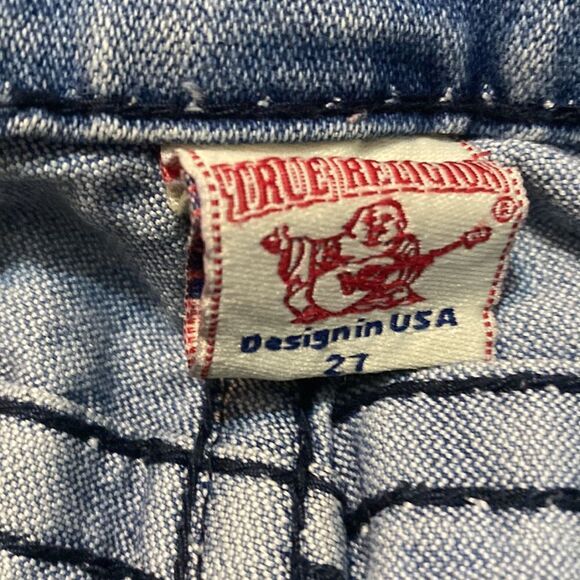 TRUE RELIGION
®
Design in USA
27